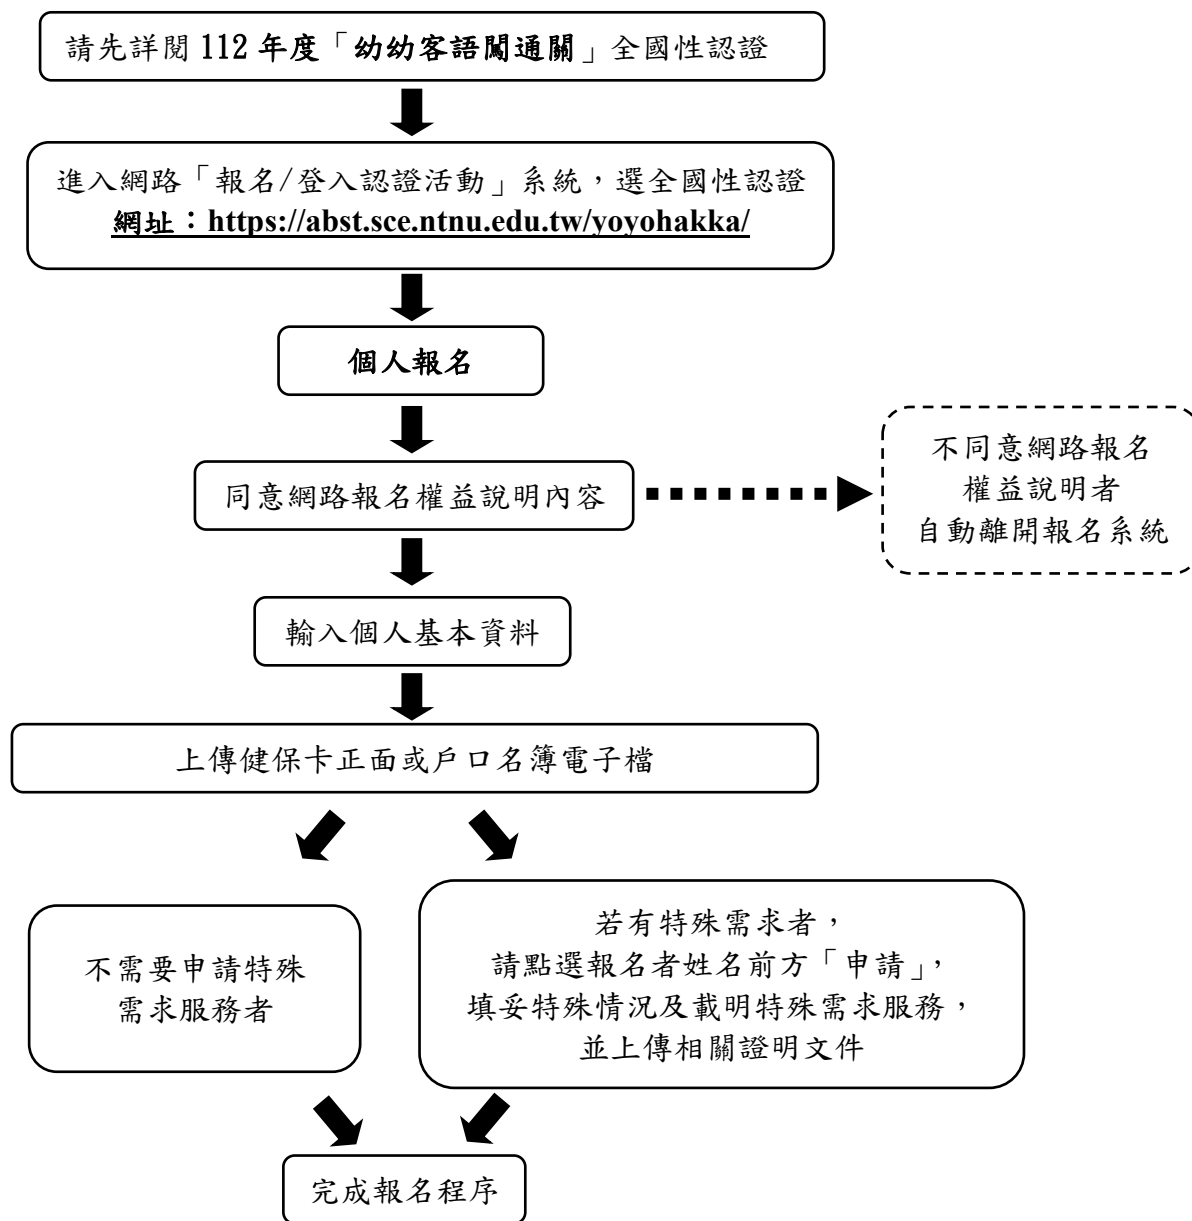 請先詳閱 112 年度「幼幼客語闖通關」全國性認證
進入網路「報名/登入認證活動」系統，選全國性認證
網址：https://abst.sce.ntnu.edu.tw/yoyohakka/
個人報名
同意網路報名權益說明內容
不同意網路報名
權益說明者
自動離開報名系統
輸入個人基本資料
上傳健保卡正面或戶口名簿電子檔
不需要申請特殊
需求服務者
若有特殊需求者，
請點選報名者姓名前方「申請」，
填妥特殊情況及載明特殊需求服務，
並上傳相關證明文件
完成報名程序